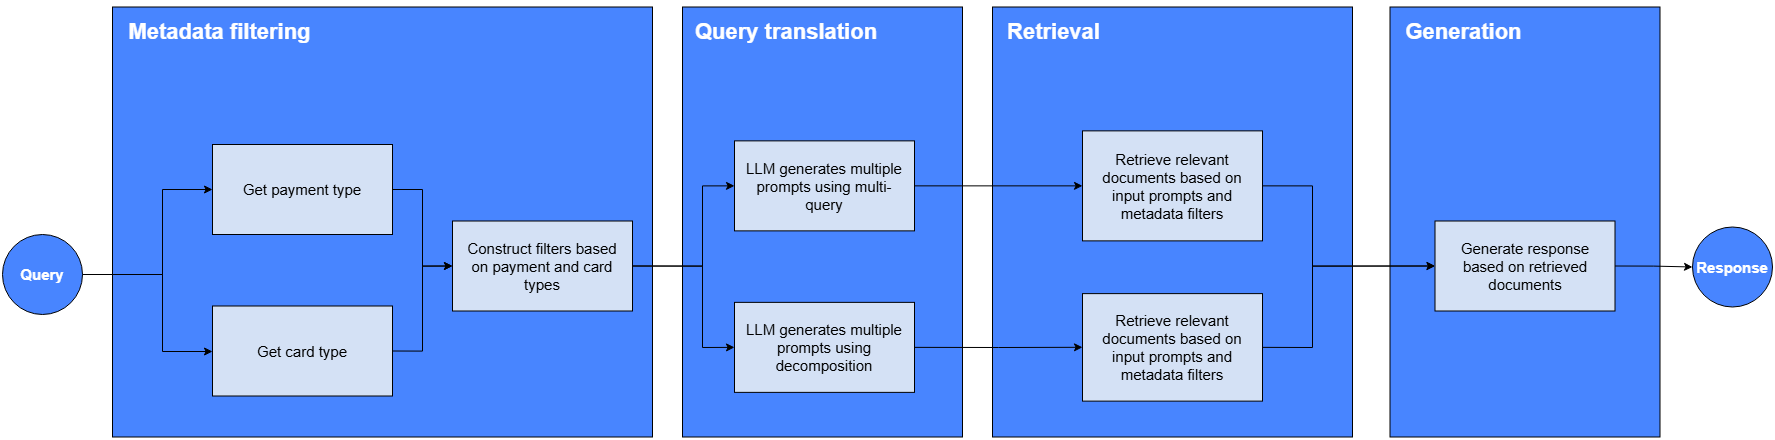 Metadata filtering
Query translation
Retrieval
Generation
Query
Get payment type
Get card type
Construct filters based
on payment and card
types
LLM generates multiple
prompts using multi-
query
LLM generates multiple
prompts using
decomposition
Retrieve relevant
documents based on
input prompts and
metadata filters
Retrieve relevant
documents based on
input prompts and
metadata filters
Generate response
based on retrieved
documents
Response